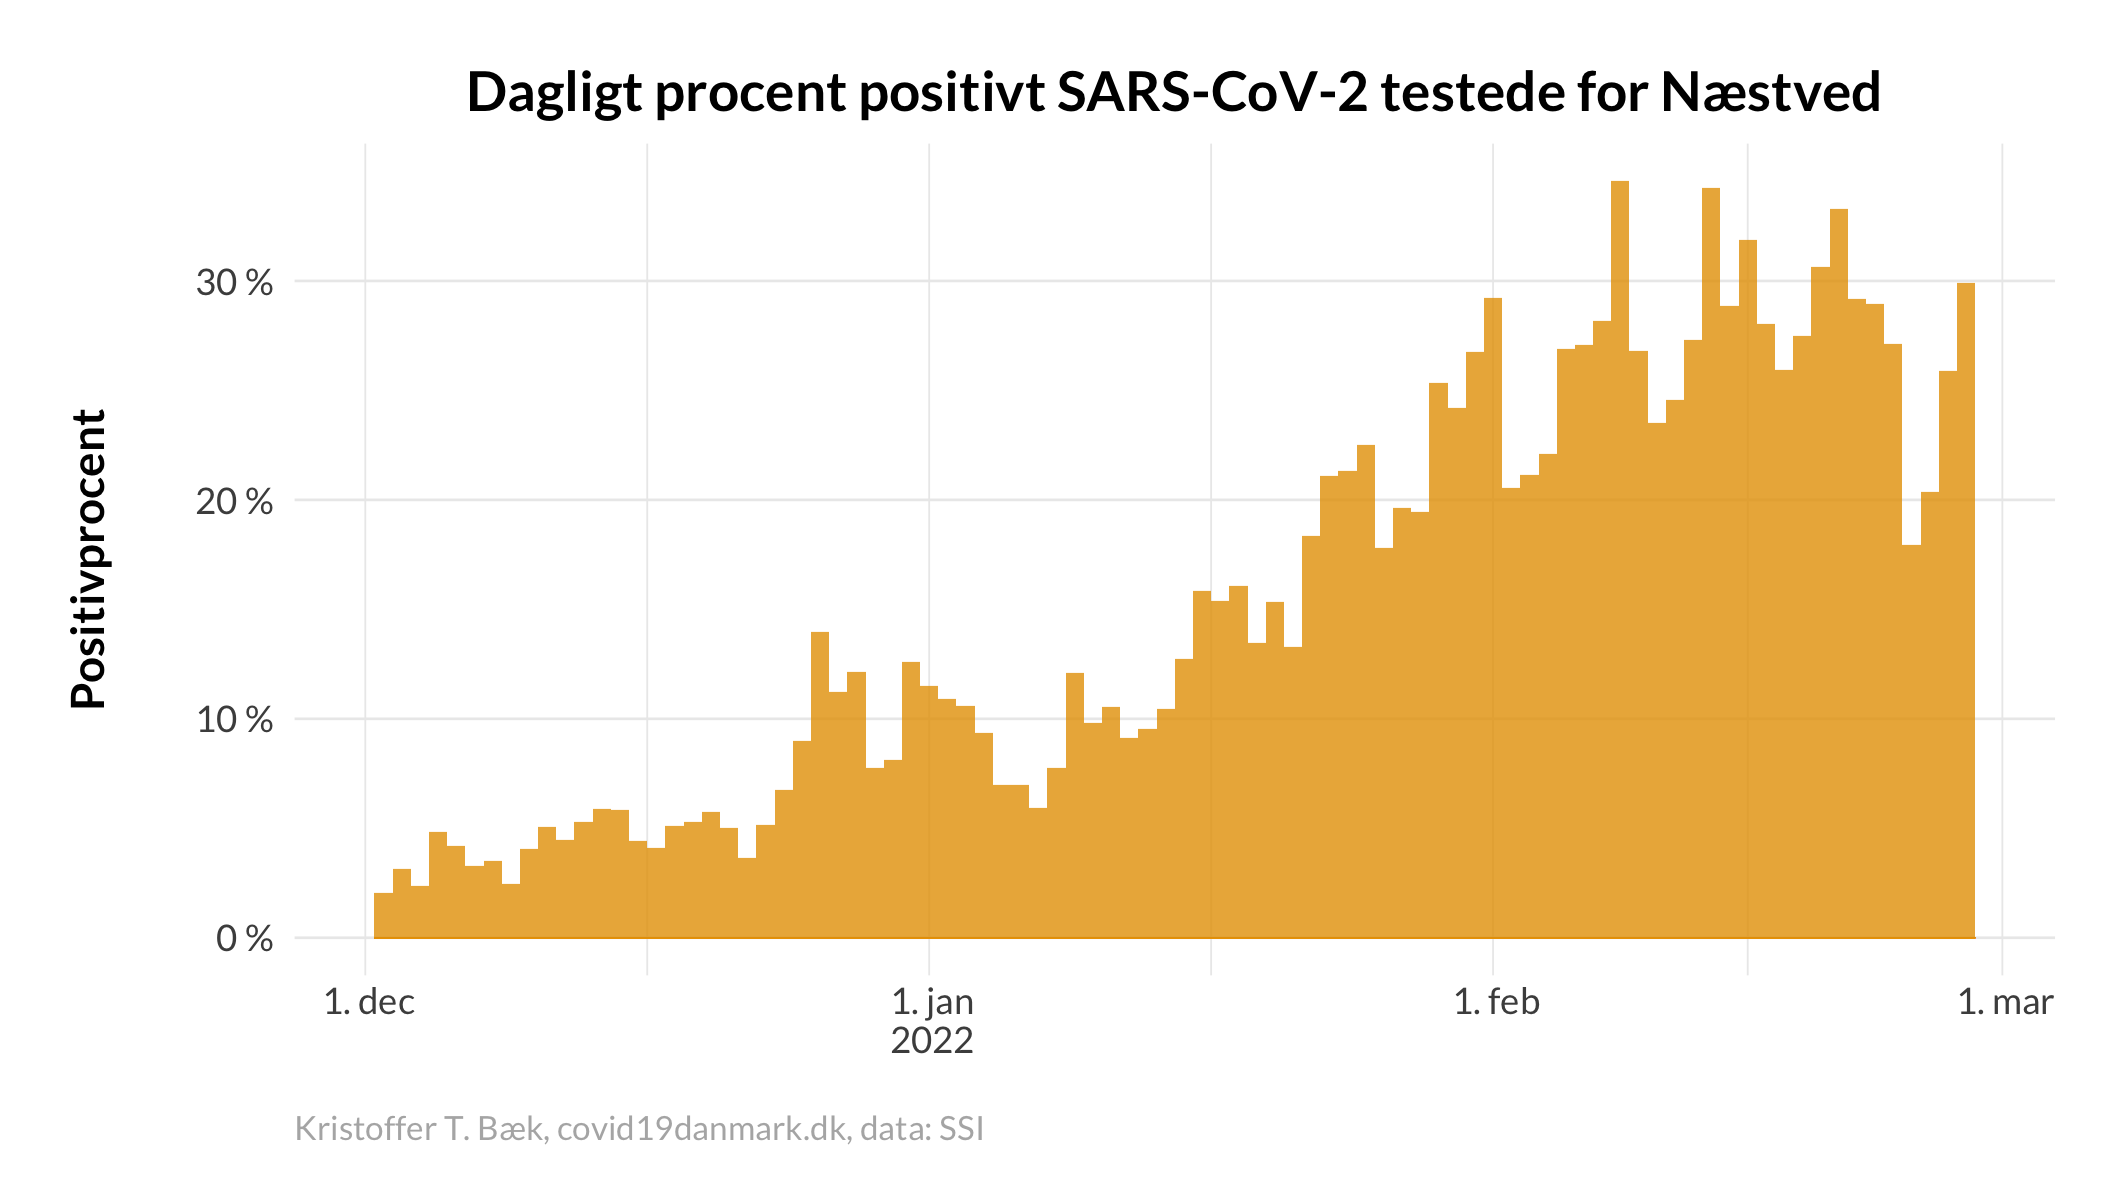 Dagligt procent positivt SARS-CoV-2 testede for Næstved
Positivprocent
30 %
20 %
10 %
0 %
1. dec
1. jan
2022
1. feb
1. mar
Kristoffer T. Bæk, covid19danmark.dk, data: SSI